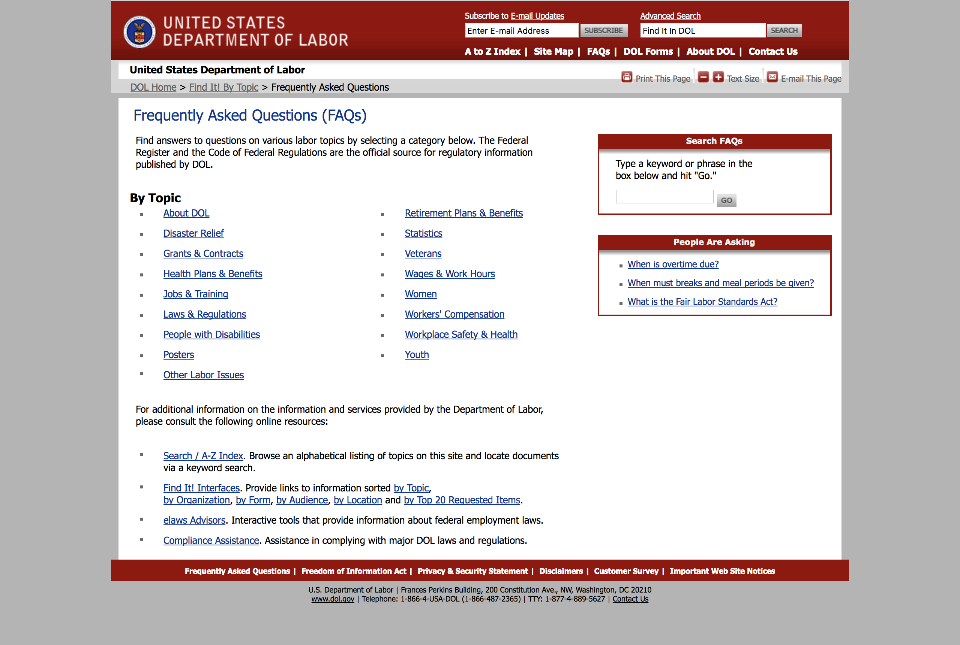 UNITED STATES
DEPARTMENT OF LABOR
Subscribe to E-mail Updates
Enter E-mail Address SUBSCRIBE
Advanced Search
Find It in DOL SEARCH
A to Z Index | Site Map | FAQs | DOL Forms | About DOL | Contact Us
United States Department of Labor
DOL Home > Find It! By Topic > Frequently Asked Questions
Print This Page Text Size E-mail This Page
Frequently Asked Questions (FAQs)
Find answers to questions on various labor topics by selecting a category below. The Federal
Register and the Code of Federal Regulations are the official source for regulatory information
published by DOL.
By Topic
About DOL
Disaster Relief
Grants & Contracts
Health Plans & Benefits
Jobs & Training
Laws & Regulations
People with Disabilities
Posters
Other Labor Issues
Retirement Plans & Benefits
Statistics
Veterans
Wages & Work Hours
Women
Workers' Compensation
Workplace Safety & Health
Youth
Search FAQs
Type a keyword or phrase in the
box below and hit "Go."
GO
People Are Asking
When is overtime due?
When must breaks and meal periods be given?
What is the Fair Labor Standards Act?
For additional information on the information and services provided by the Department of Labor,
please consult the following online resources:
Search / A-Z Index. Browse an alphabetical listing of topics on this site and locate documents
via a keyword search.
Find It! Interfaces. Provide links to information sorted by Topic,
by Organization, by Form, by Audience, by Location and by Top 20 Requested Items.
elaws Advisors. Interactive tools that provide information about federal employment laws.
Compliance Assistance. Assistance in complying with major DOL laws and regulations.
Frequently Asked Questions | Freedom of Information Act | Privacy & Security Statement | Disclaimers | Customer Survey | Important Web Site Notices
U.S. Department of Labor | Frances Perkins Building, 200 Constitution Ave., NW, Washington, DC 20210
www.dol.gov | Telephone: 1-866-4-USA-DOL (1-866-487-2365) | TTY: 1-877-4-889-5627 | Contact Us